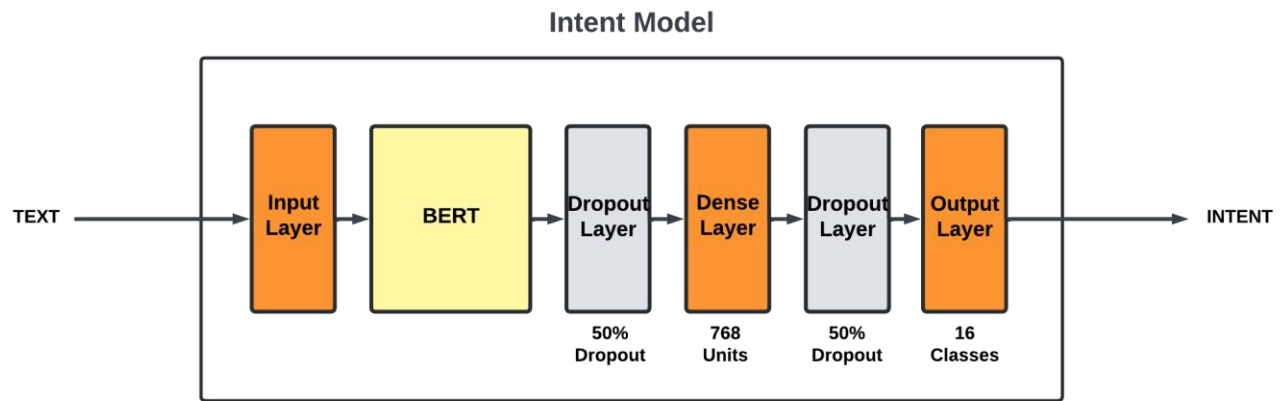 Intent Model
TEXT
Input
Layer
BERT
Dropout
Layer
50%
Dropout
Dense
Layer
768
Units
Dropout
Layer
50%
Dropout
Output
Layer
16
Classes
INTENT